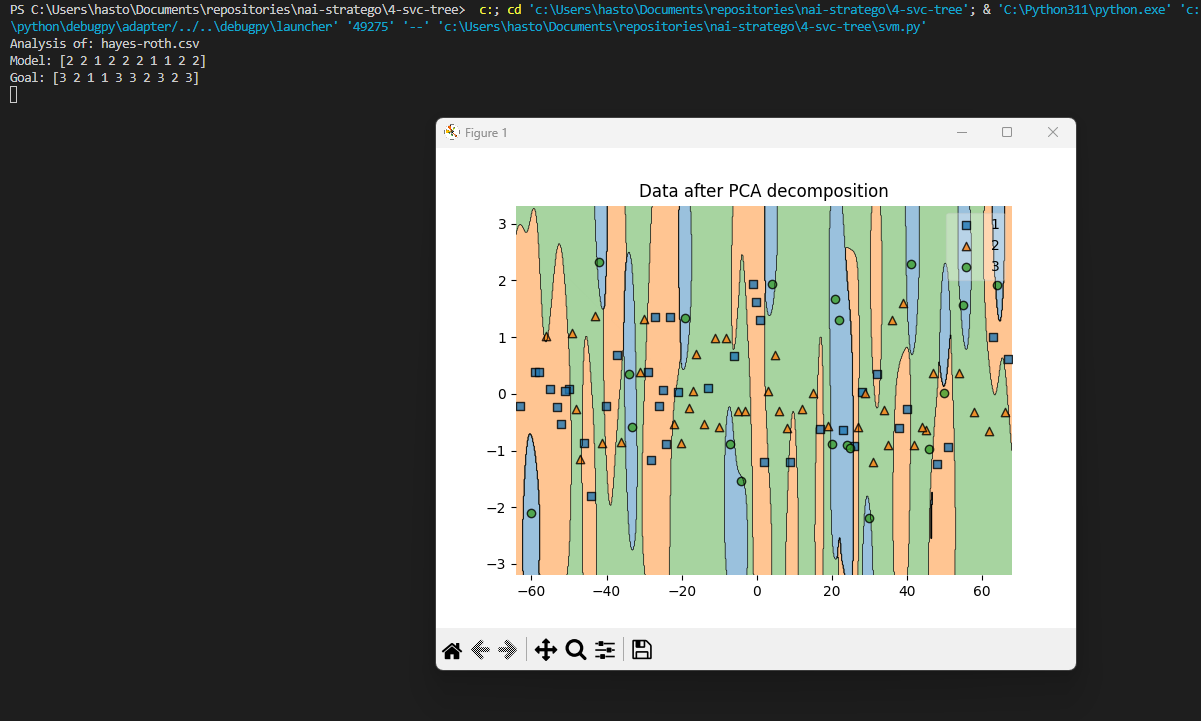 PS C:\Users\hasto\Documents\repositories\nai-stratego\4-svc-tree>  c:; cd 'c:\Users\hasto\Documents\repositories\nai-stratego\4-svc-tree'; & 'C:\Python311\python.exe' 'c:
\python\debugpy\adapter/../..\debugpy\launcher' '49275' '--' 'c:\Users\hasto\Documents\repositories\nai-stratego\4-svc-tree\svm.py'
Analysis of: hayes-roth.csv
Model: [2 2 1 2 2 2 1 1 2 2]
Goal: [3 2 1 1 3 3 2 3 2 3]
Figure 1
Data after PCA decomposition
1
2
3
3
2
1
0
−1
−2
−3
−60 −40 −20 0 20 40 60